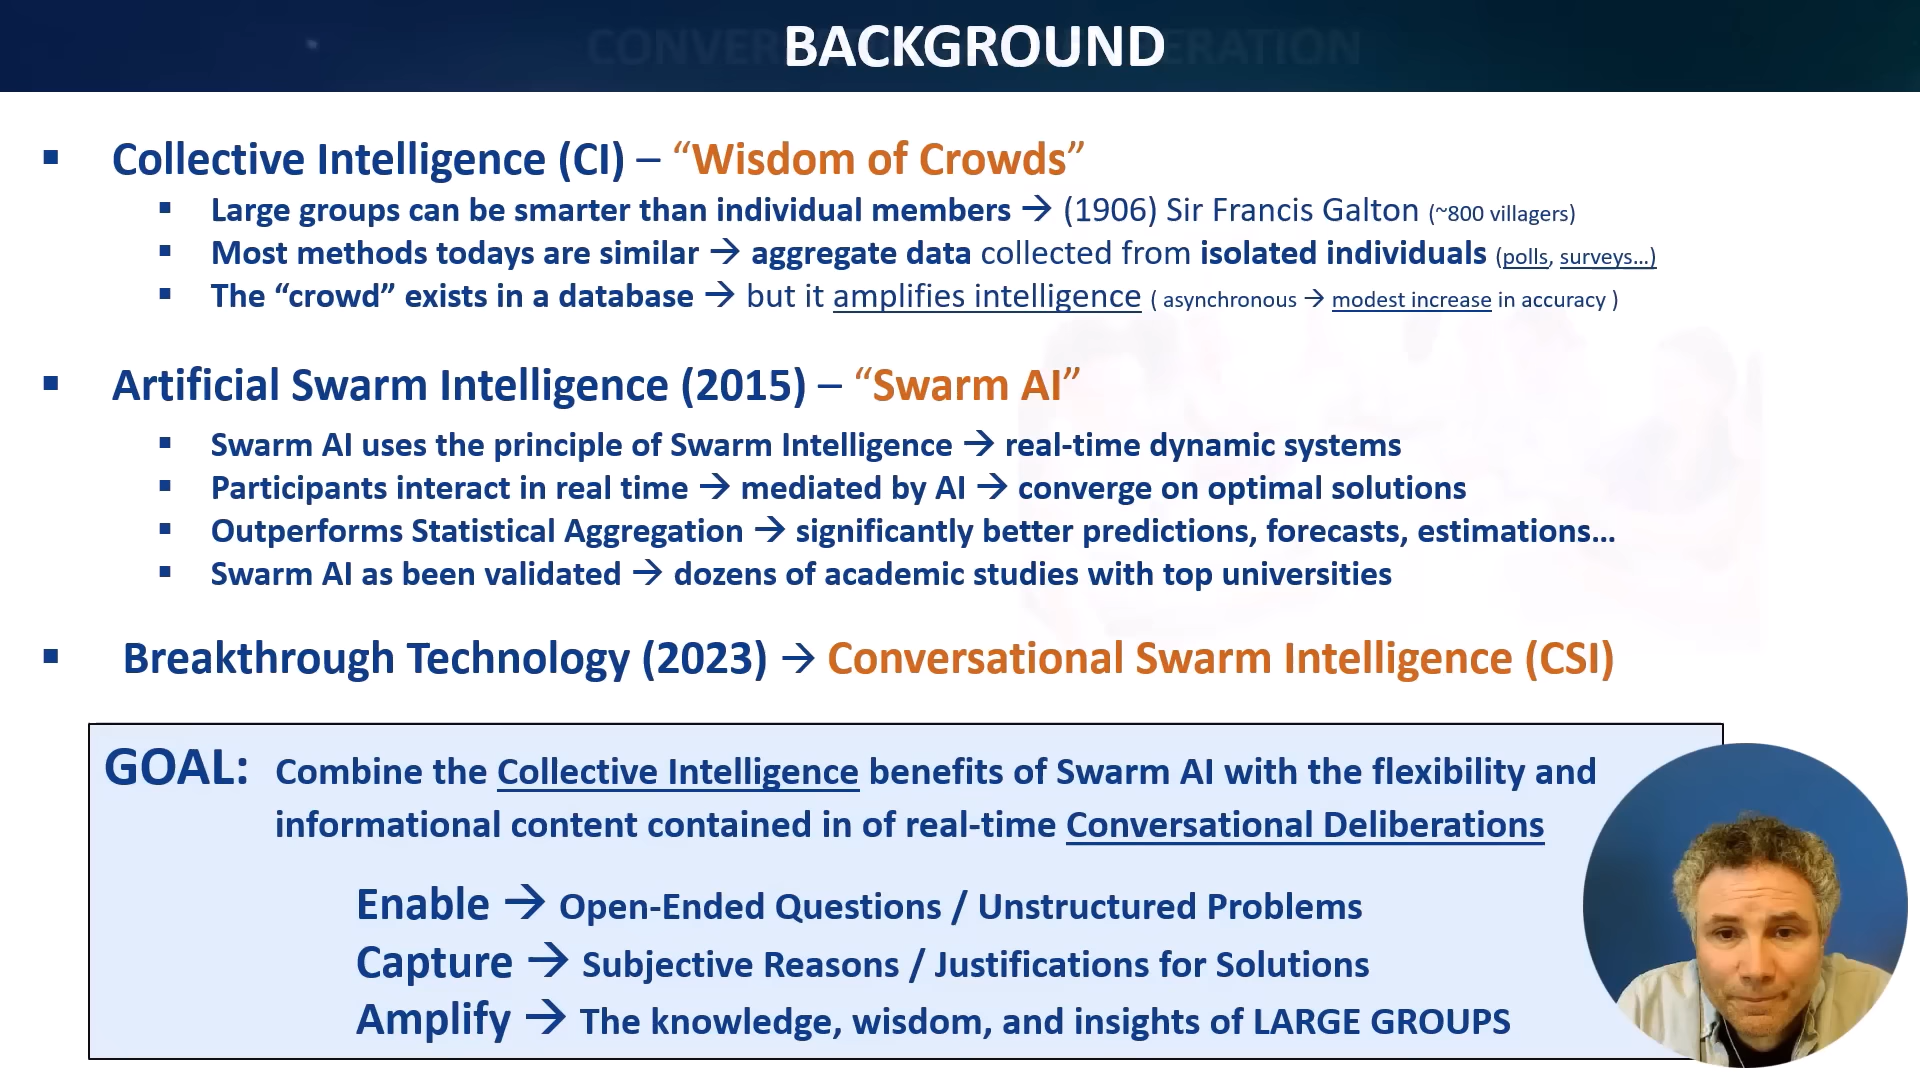 BACKGROUND
▪ Collective Intelligence (CI) – “Wisdom of Crowds”
▪ Large groups can be smarter than individual members → (1906) Sir Francis Galton (~800 villagers)
▪ Most methods todays are similar → aggregate data collected from isolated individuals (polls, surveys…)
▪ The “crowd” exists in a database → but it amplifies intelligence ( asynchronous → modest increase in accuracy )
▪ Artificial Swarm Intelligence (2015) – “Swarm AI”
▪ Swarm AI uses the principle of Swarm Intelligence → real-time dynamic systems
▪ Participants interact in real time → mediated by AI → converge on optimal solutions
▪ Outperforms Statistical Aggregation → significantly better predictions, forecasts, estimations…
▪ Swarm AI as been validated → dozens of academic studies with top universities
▪ Breakthrough Technology (2023) → Conversational Swarm Intelligence (CSI)
GOAL: Combine the Collective Intelligence benefits of Swarm AI with the flexibility and
informational content contained in of real-time Conversational Deliberations
Enable → Open-Ended Questions / Unstructured Problems
Capture → Subjective Reasons / Justifications for Solutions
Amplify → The knowledge, wisdom, and insights of LARGE GROUPS